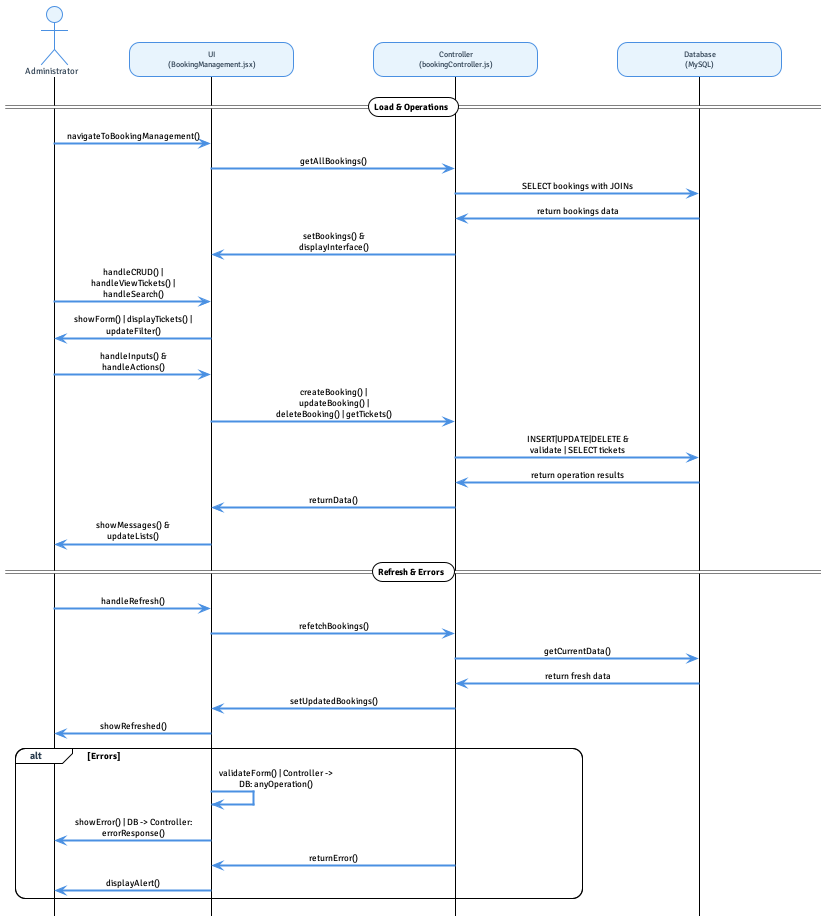 Administrator
UI
(BookingManagement.jsx)
Controller
(bookingController.js)
Database
(MySQL)
Load & Operations
navigateToBookingManagement()
getAllBookings()
SELECT bookings with JOINs
return bookings data
setBookings() &
displayInterface()
handleCRUD() |
handleViewTickets() |
handleSearch()
showForm() | displayTickets() |
updateFilter()
handleInputs() &
handleActions()
createBooking() |
updateBooking() |
deleteBooking() | getTickets()
INSERT|UPDATE|DELETE &
validate | SELECT tickets
return operation results
returnData()
showMessages() &
updateLists()
Refresh & Errors
handleRefresh()
refetchBookings()
getCurrentData()
return fresh data
setUpdatedBookings()
showRefreshed()
alt
[Errors]
validateForm() | Controller ->
DB: anyOperation()
showError() | DB -> Controller:
errorResponse()
returnError()
displayAlert()